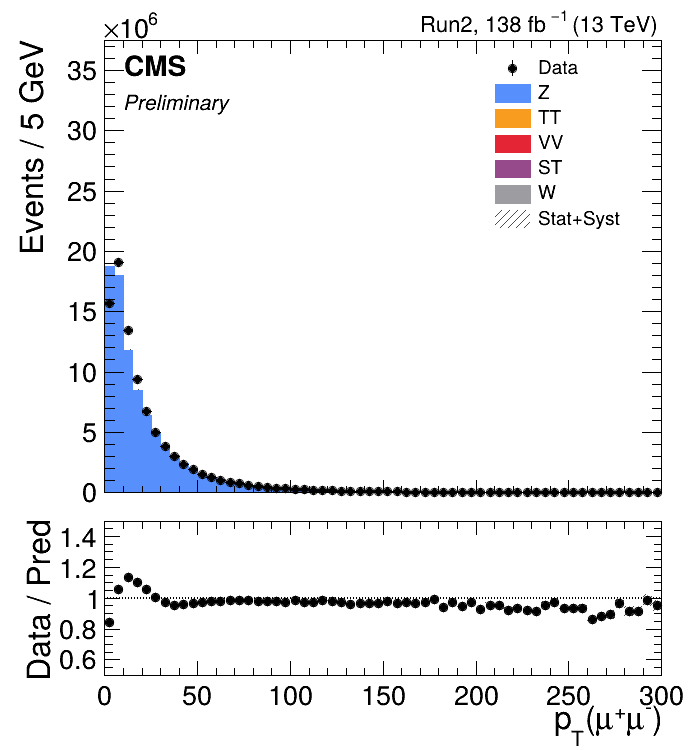 ×10⁶
Run2, 138 fb⁻¹ (13 TeV)
CMS
Preliminary
Events / 5 GeV
35
30
25
20
15
10
5
0
Data
Z
TT
VV
ST
W
Stat+Syst
Data / Pred
1.4
1.2
1
0.8
0.6
0 50 100 150 200 250 300
p_T(μ⁺μ⁻)